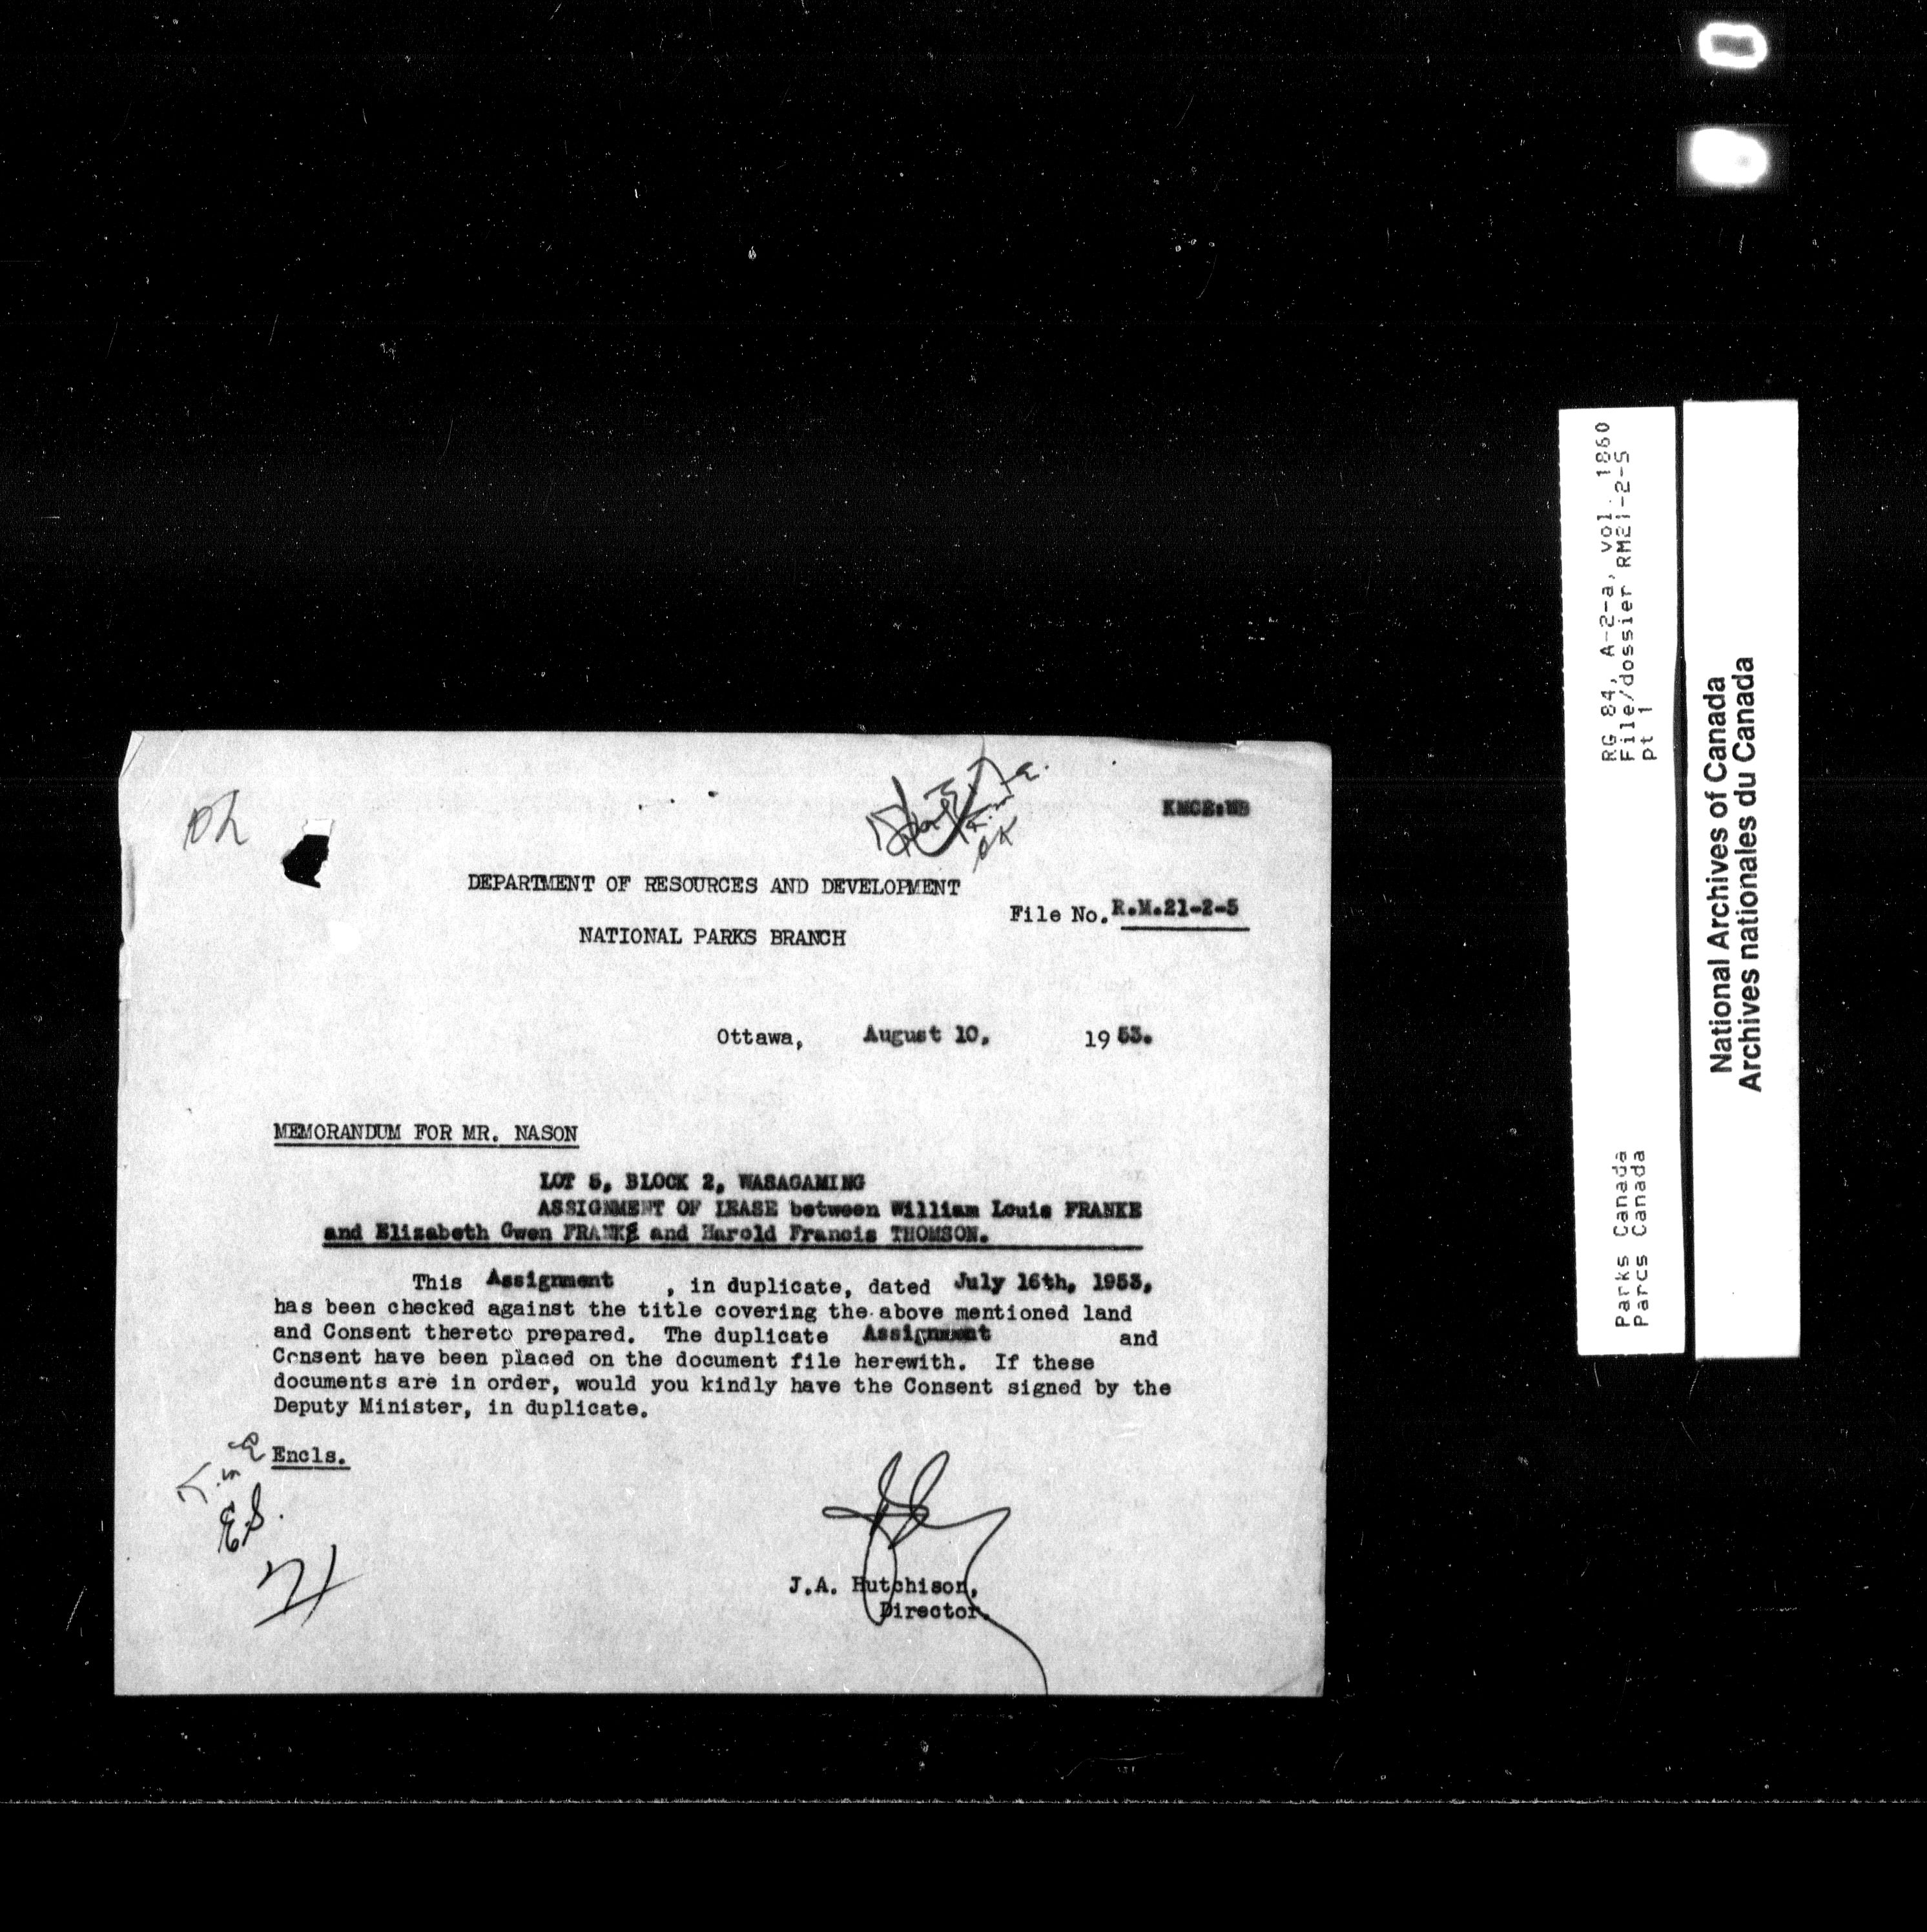 KMCE:WB
DEPARTMENT OF RESOURCES AND DEVELOPMENT
File No. R.M.21-2-5
NATIONAL PARKS BRANCH
Ottawa, August 10, 1953.
MEMORANDUM FOR MR. NASON
LOT 5, BLOCK 2, WASAGAMING
ASSIGNMENT OF LEASE between William Louis FRANKE
and Elizabeth Gwen FRANKE and Harold Francis THOMSON.
This Assignment , in duplicate, dated July 16th, 1953,
has been checked against the title covering the above mentioned land
and Consent thereto prepared. The duplicate Assignment and
Consent have been placed on the document file herewith. If these
documents are in order, would you kindly have the Consent signed by the
Deputy Minister, in duplicate.
Encls.
J.A. Hutchison,
Director.
RG 84, A-2-a, vol. 1860
File/dossier RM21-2-5
pt 1
Parks Canada
Parcs Canada
National Archives of Canada
Archives nationales du Canada